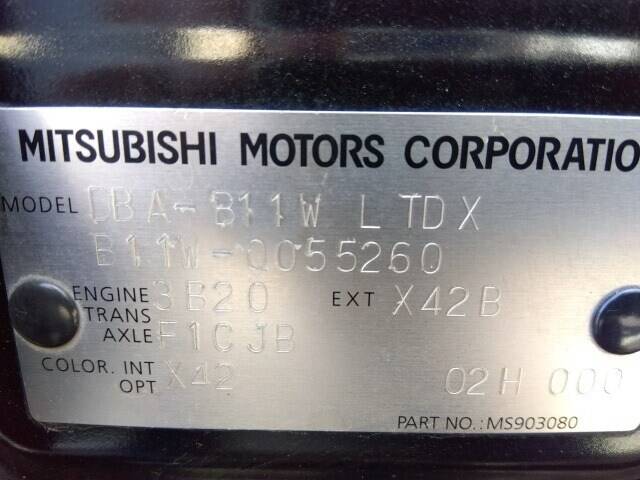 MITSUBISHI MOTORS CORPORATIO
MODEL DBA-B11W LTDX
B11W-0055260
ENGINE 3B20 EXT X42B
TRANS
AXLE F1CJB
COLOR. INT X42
OPT 02H 000
PART NO.: MS903080